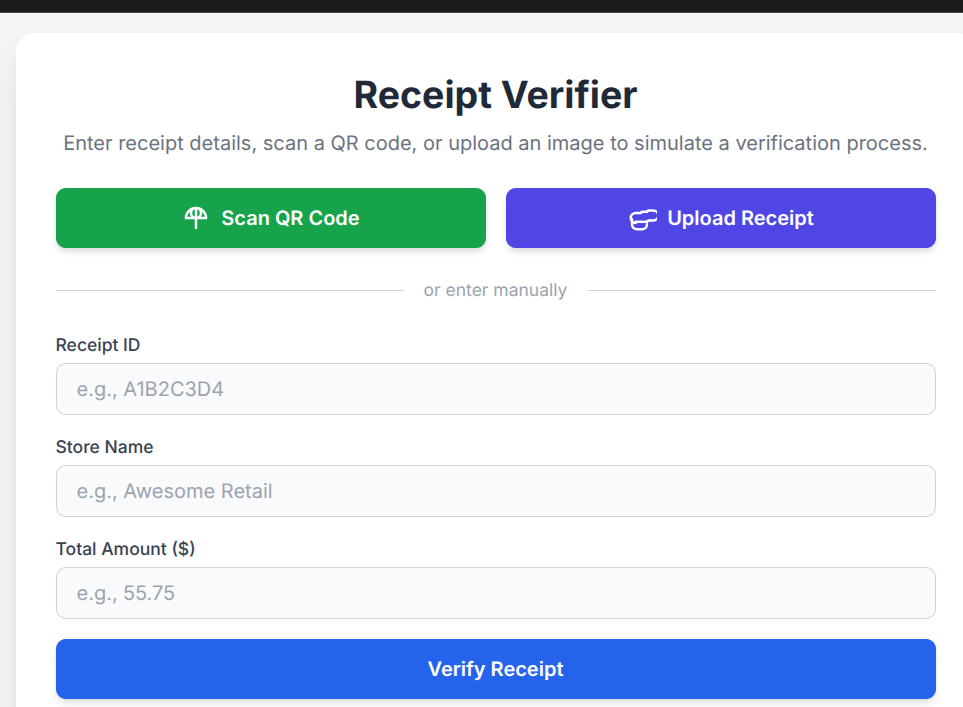 Receipt Verifier
Enter receipt details, scan a QR code, or upload an image to simulate a verification process.
Scan QR Code
Upload Receipt
or enter manually
Receipt ID
e.g., A1B2C3D4
Store Name
e.g., Awesome Retail
Total Amount ($)
e.g., 55.75
Verify Receipt